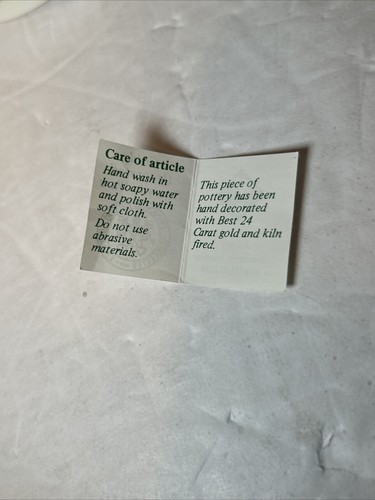 Care of article
Hand wash in
hot soapy water
and polish with
soft cloth.
Do not use
abrasive
materials.
This piece of
pottery has been
hand decorated
with Best 24
Carat gold and kiln
fired.